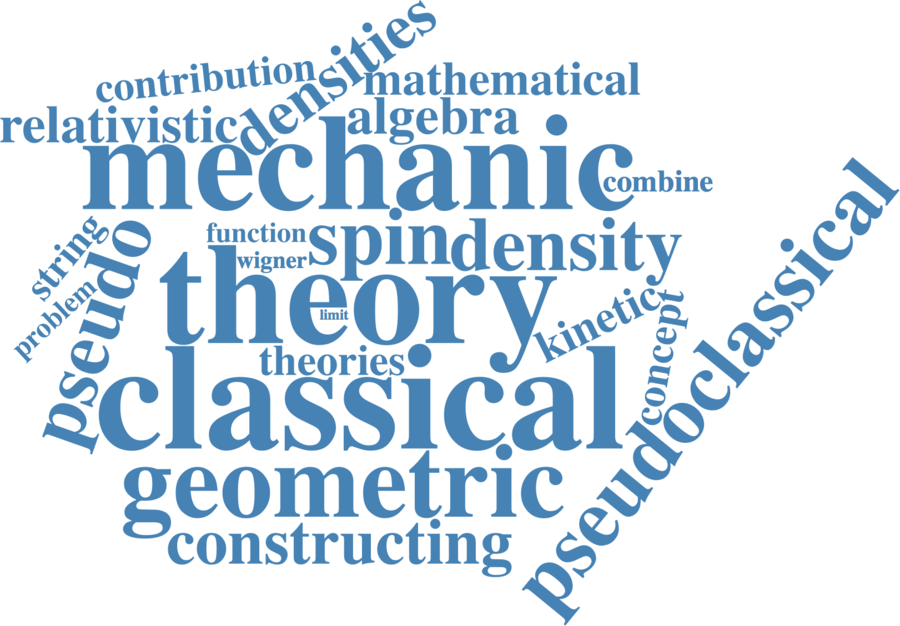 contribution
densities
mathematical
relativistic
algebra
mechanic
combine
string
pseudo
function
spin
density
wigner
theory
limit
problem
kinetic
concept
theories
classical
pseudoclassical
geometric
constructing